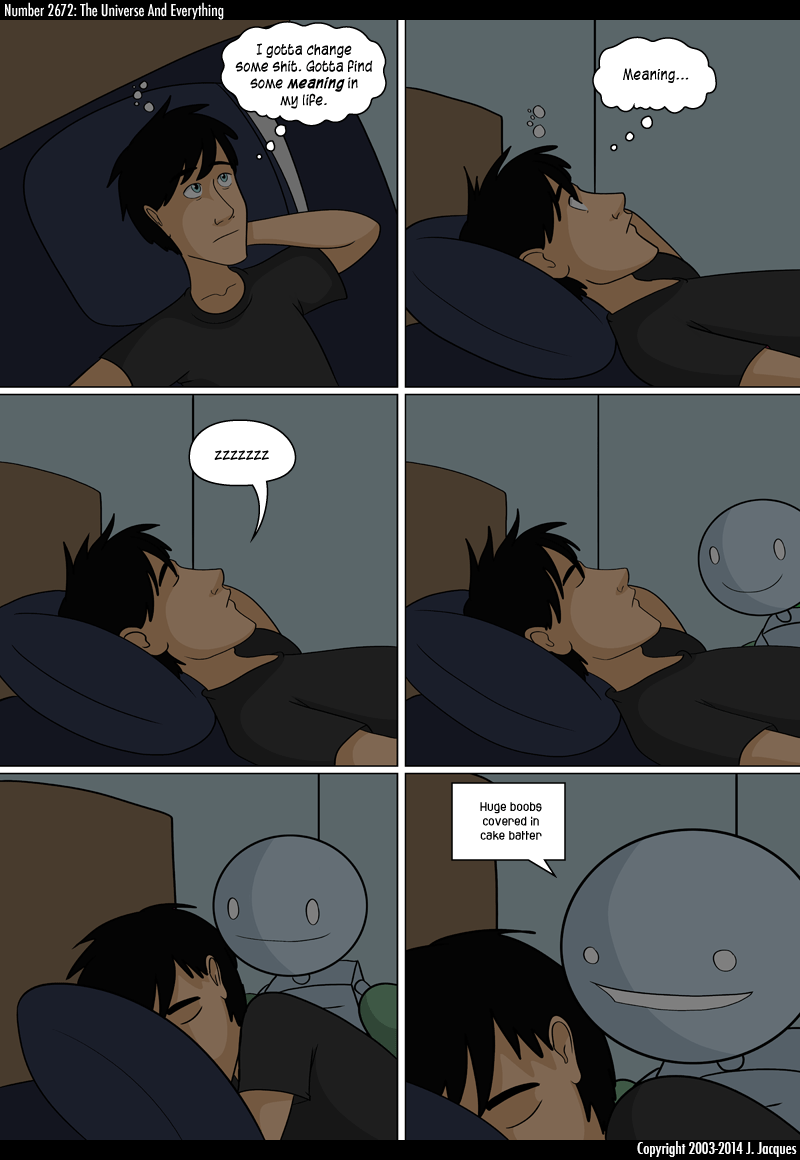 Number 2672: The Universe And Everything
I gotta change
some shit. Gotta find
some meaning in
my life.
Meaning...
zzzzzzz
Huge boobs
covered in
cake batter
Copyright 2003-2014 J. Jacques